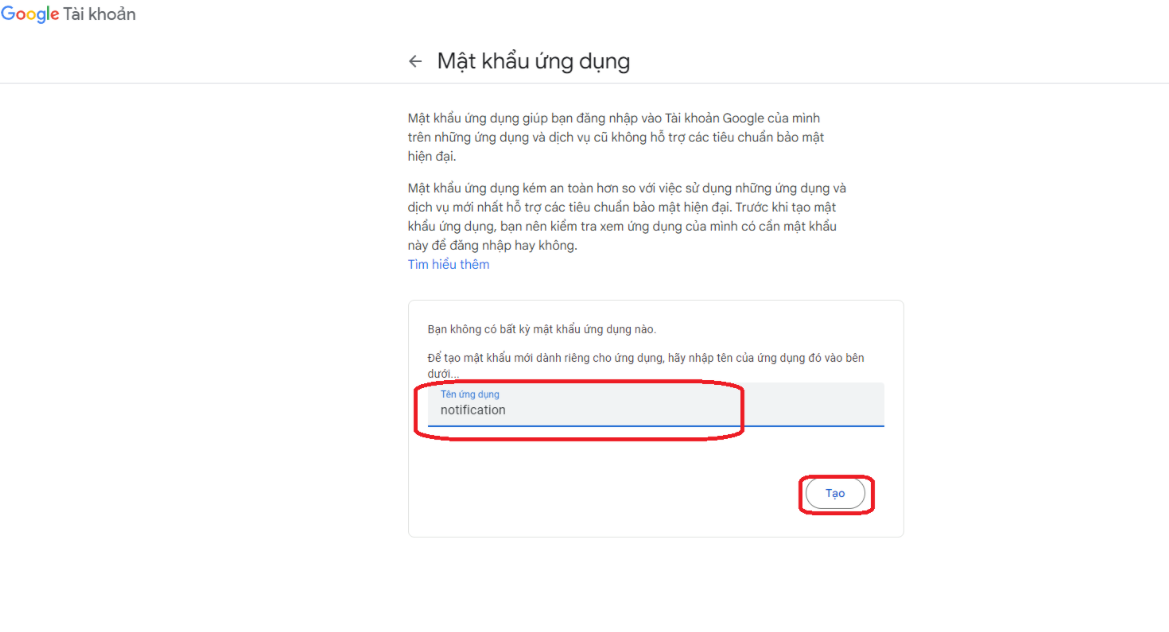 Google Tài khoản
Mật khẩu ứng dụng
Mật khẩu ứng dụng giúp bạn đăng nhập vào Tài khoản Google của mình
trên những ứng dụng và dịch vụ cũ không hỗ trợ các tiêu chuẩn bảo mật
hiện đại.
Mật khẩu ứng dụng kém an toàn hơn so với việc sử dụng những ứng dụng và
dịch vụ mới nhất hỗ trợ các tiêu chuẩn bảo mật hiện đại. Trước khi tạo mật
khẩu ứng dụng, bạn nên kiểm tra xem ứng dụng của mình có cần mật khẩu
này để đăng nhập hay không.
Tìm hiểu thêm
Bạn không có bất kỳ mật khẩu ứng dụng nào.
Để tạo mật khẩu mới dành riêng cho ứng dụng, hãy nhập tên của ứng dụng đó vào bên
dưới...
Tên ứng dụng
notification
Tạo